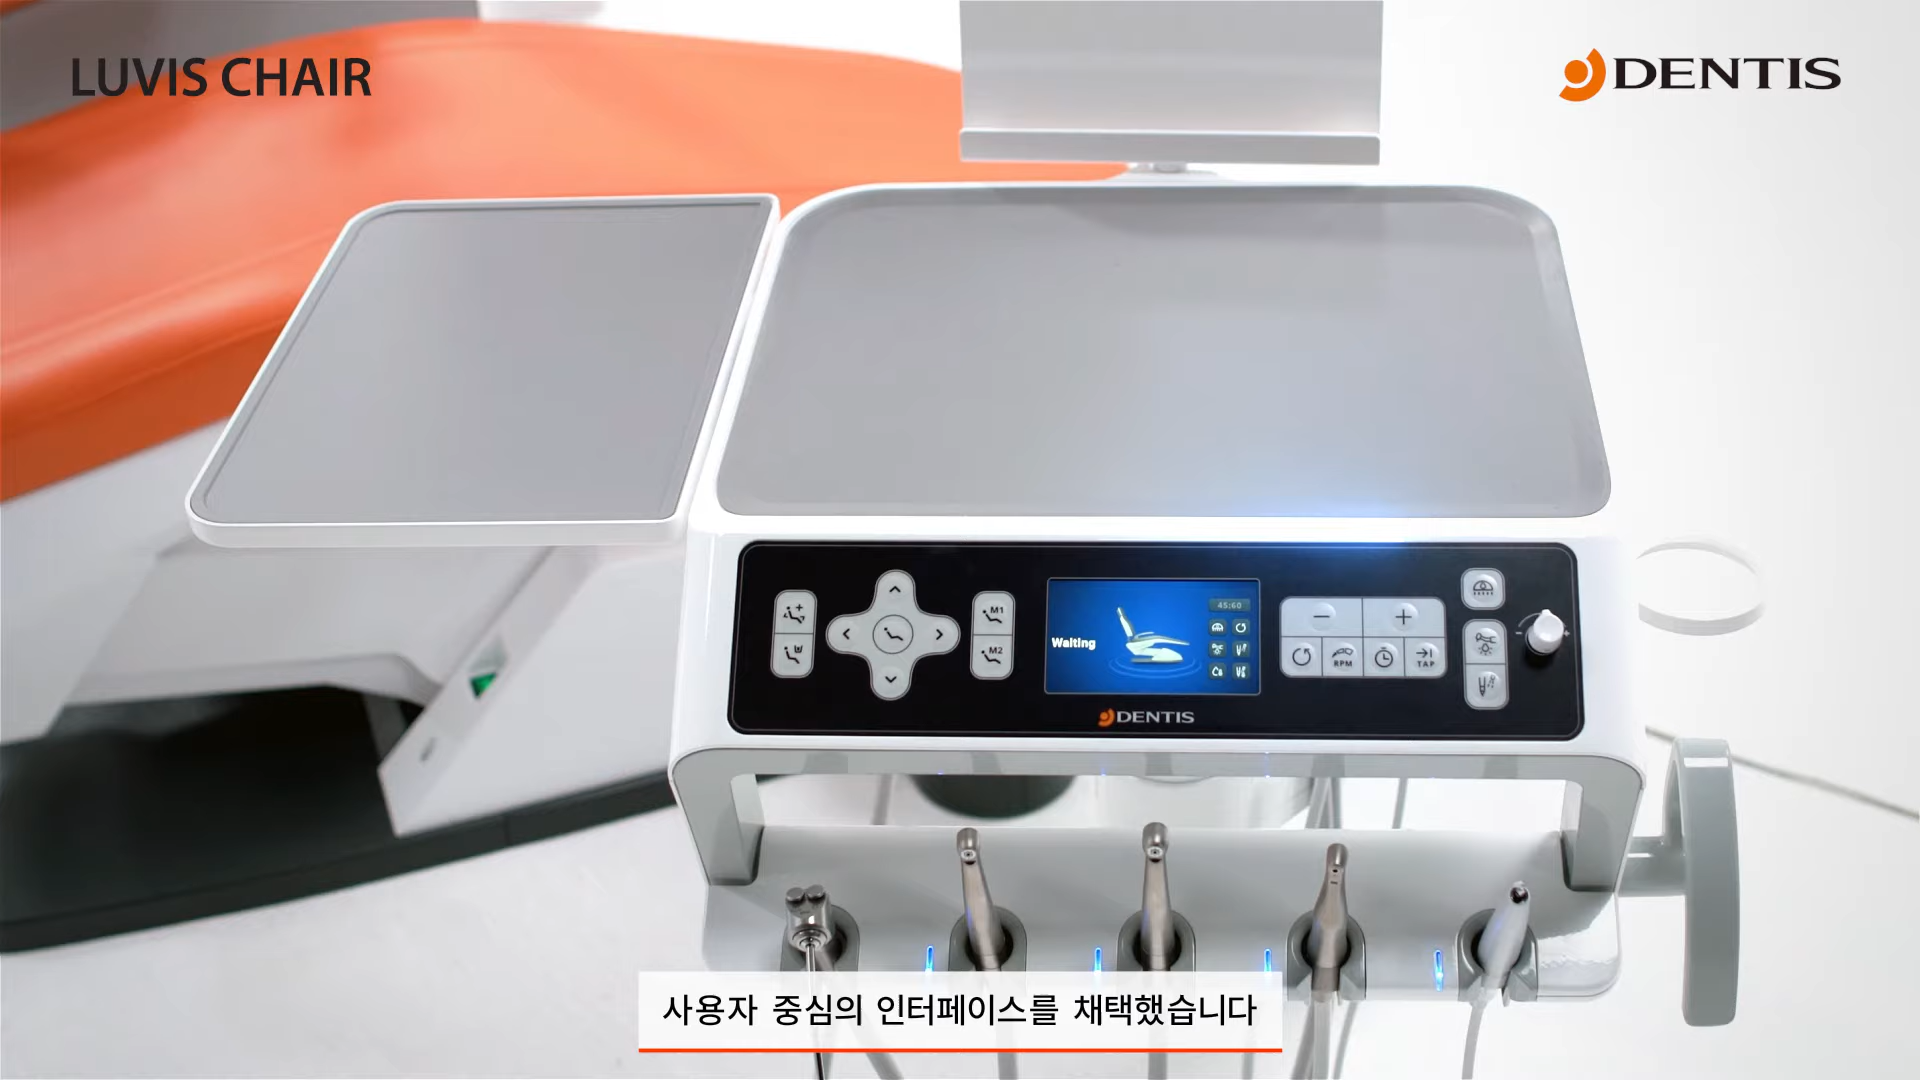 LUVIS CHAIR
DENTIS
M1
M2
Waiting
45:60
RPM
TAP
DENTIS
사용자 중심의 인터페이스를 채택했습니다